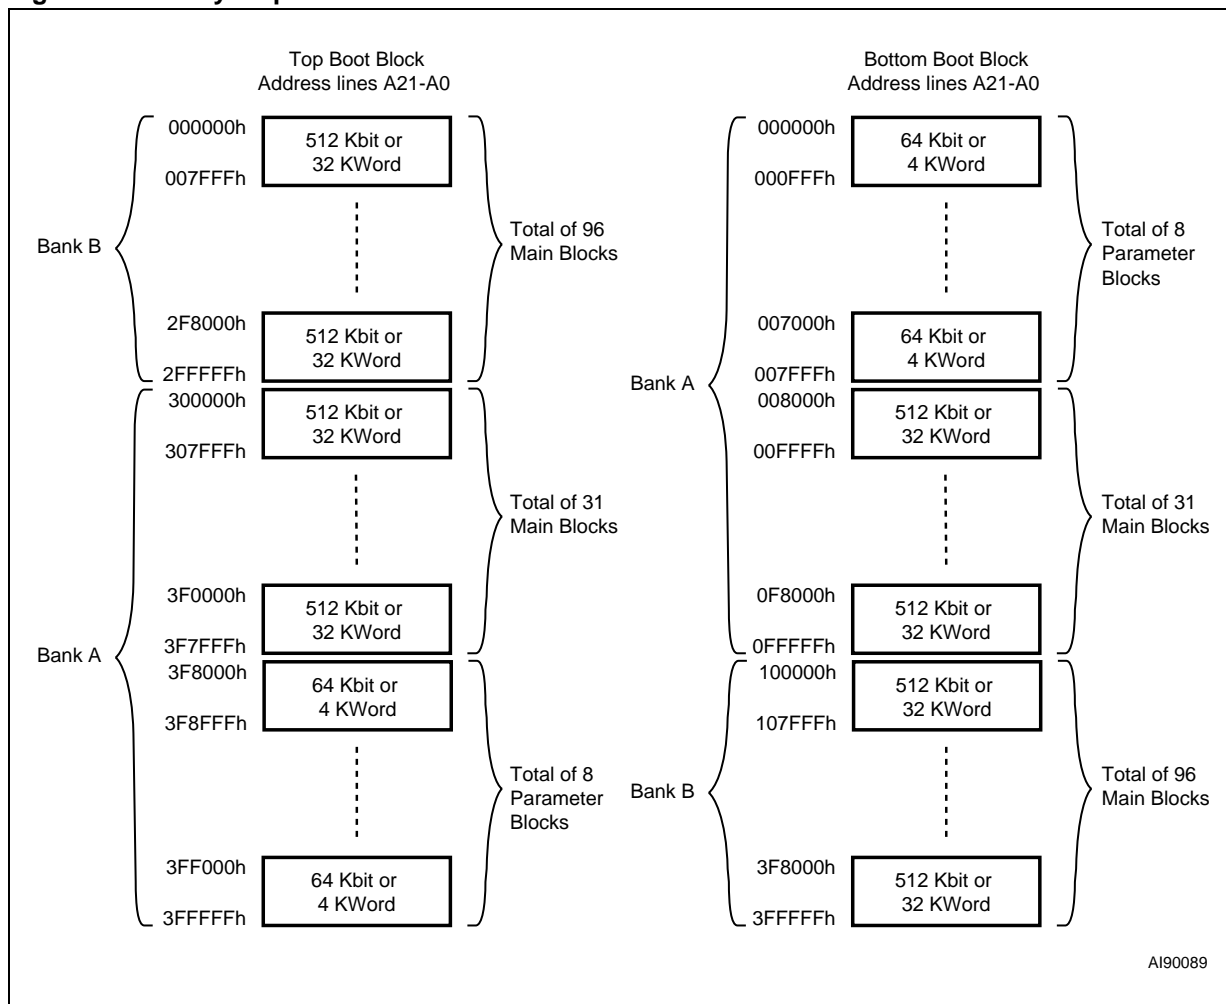 Top Boot Block
Address lines A21-A0
000000h
512 Kbit or
32 KWord
007FFFh
Bank B
Total of 96
Main Blocks
2F8000h
512 Kbit or
32 KWord
2FFFFFh
300000h
512 Kbit or
32 KWord
307FFFh
Total of 31
Main Blocks
3F0000h
512 Kbit or
32 KWord
3F7FFFh
Bank A
3F8000h
64 Kbit or
4 KWord
3F8FFFh
Total of 8
Parameter
Blocks
3FF000h
64 Kbit or
4 KWord
3FFFFFh
Bottom Boot Block
Address lines A21-A0
000000h
64 Kbit or
4 KWord
000FFFh
Total of 8
Parameter
Blocks
007000h
64 Kbit or
4 KWord
007FFFh
Bank A
008000h
512 Kbit or
32 KWord
00FFFFh
Total of 31
Main Blocks
0F8000h
512 Kbit or
32 KWord
0FFFFFh
100000h
512 Kbit or
32 KWord
107FFFh
Bank B
Total of 96
Main Blocks
3F8000h
512 Kbit or
32 KWord
3FFFFFh
AI90089